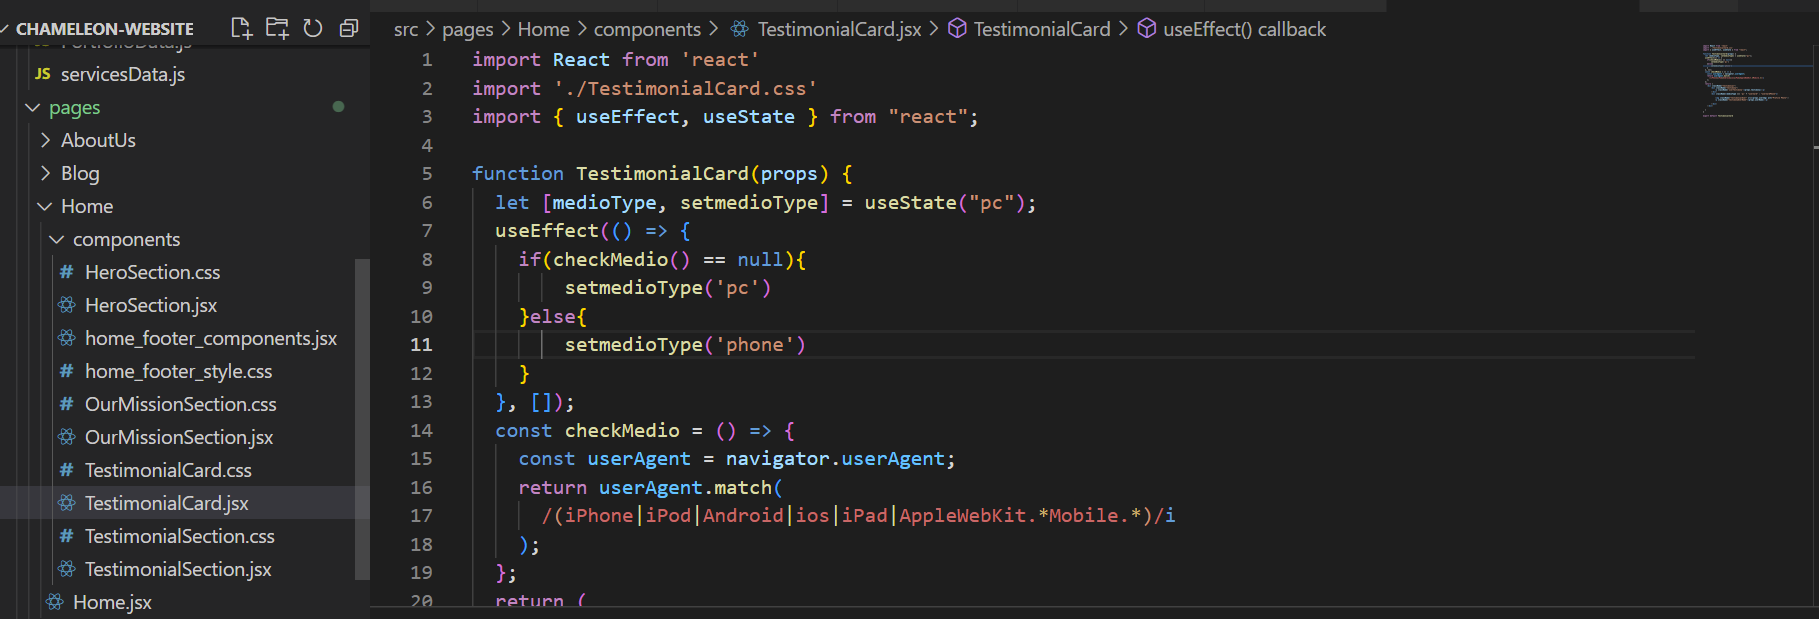 CHAMELEON-WEBSITE
PortfolioData.js
JS servicesData.js
pages
AboutUs
Blog
Home
components
# HeroSection.css
HeroSection.jsx
home_footer_components.jsx
# home_footer_style.css
# OurMissionSection.css
OurMissionSection.jsx
# TestimonialCard.css
TestimonialCard.jsx
# TestimonialSection.css
TestimonialSection.jsx
Home.jsx
src > pages > Home > components > TestimonialCard.jsx > TestimonialCard > useEffect() callback
1 import React from 'react'
2 import './TestimonialCard.css'
3 import { useEffect, useState } from "react";
4
5 function TestimonialCard(props) {
6 let [medioType, setmedioType] = useState("pc");
7 useEffect(() => {
8 if(checkMedio() == null){
9 setmedioType('pc')
10 }else{
11 setmedioType('phone')
12 }
13 }, []);
14 const checkMedio = () => {
15 const userAgent = navigator.userAgent;
16 return userAgent.match(
17 /(iPhone|iPod|Android|ios|iPad|AppleWebKit.*Mobile.*)/i
18 );
19 };
20 return (